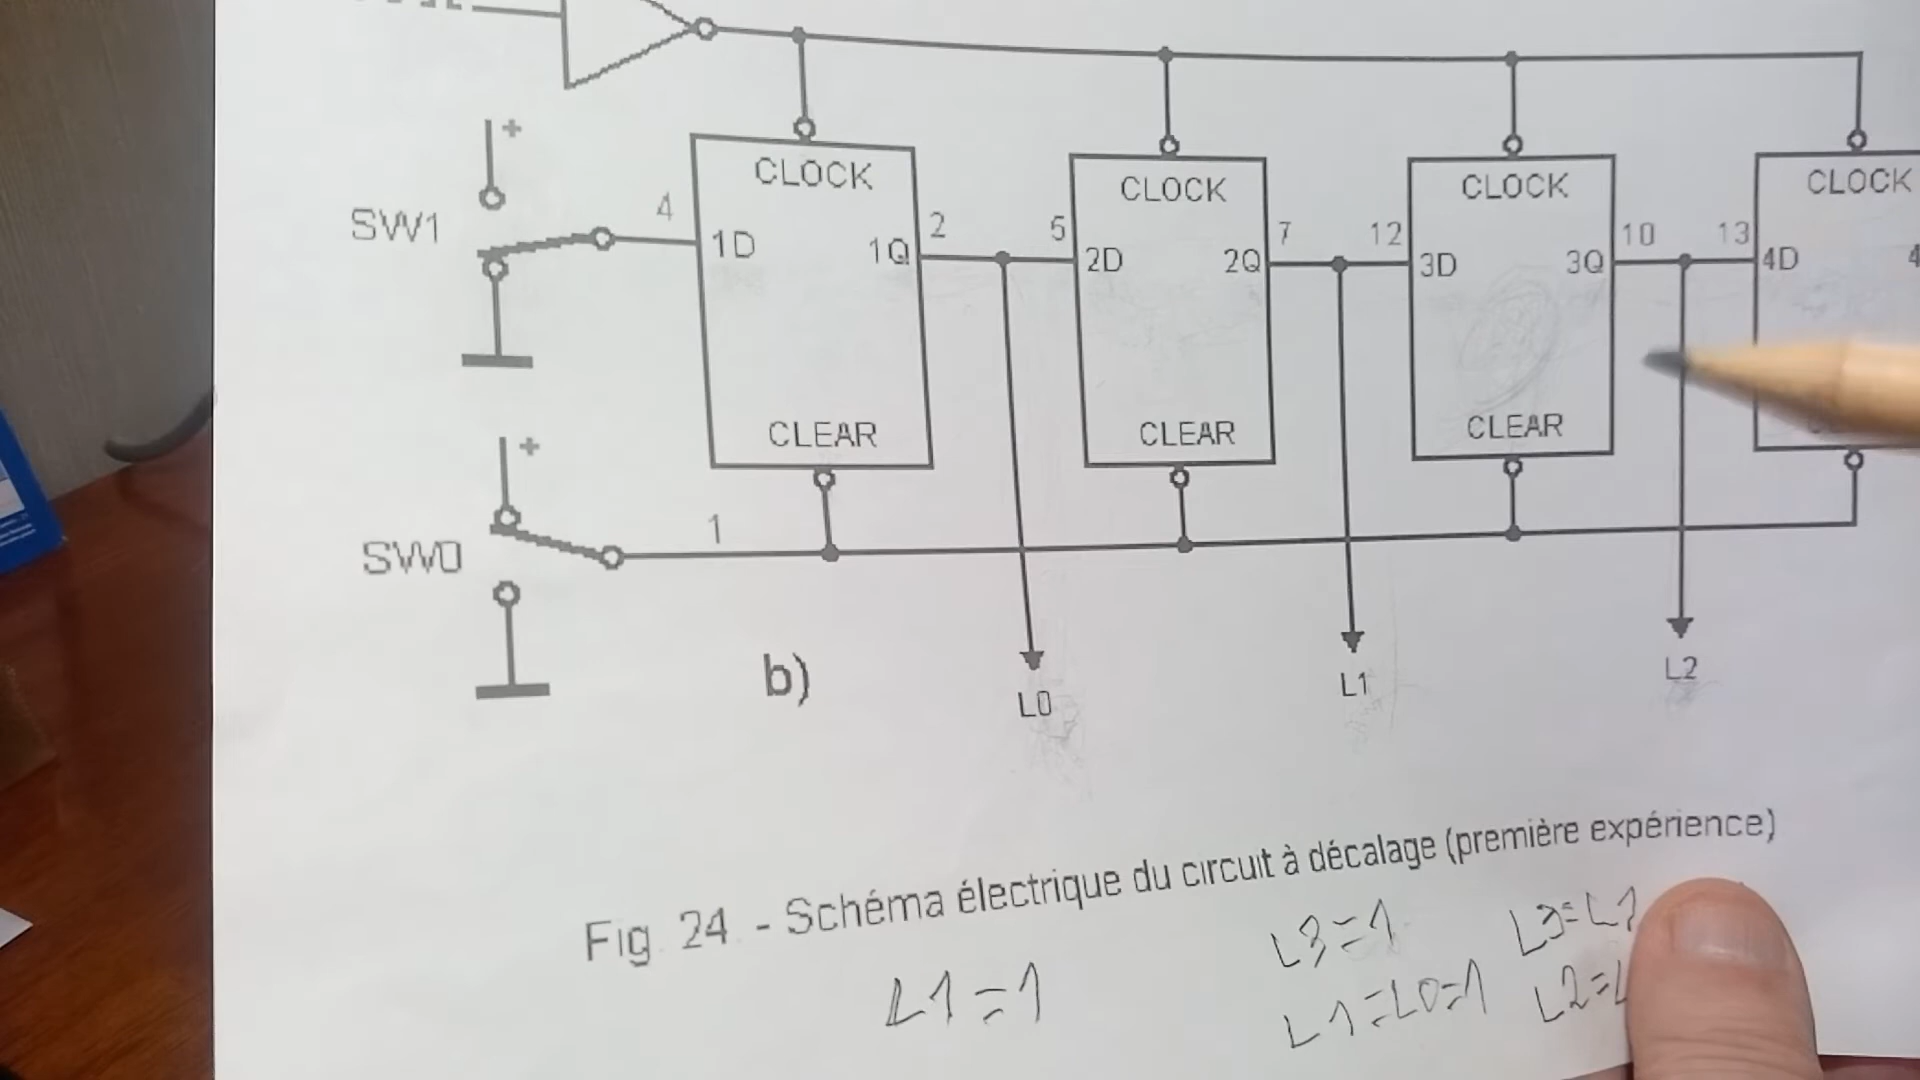 +
CLOCK CLOCK CLOCK CLOCK
SW1 4 1D 1Q 2 5 2D 2Q 7 12 3D 3Q 10 13 4D 4
CLEAR CLEAR CLEAR
+
SW0 1
b) L0 L1 L2
Fig. 24 - Schéma électrique du circuit à décalage (première expérience)
L1=1 L3=1
L1=L0=1 L2=L